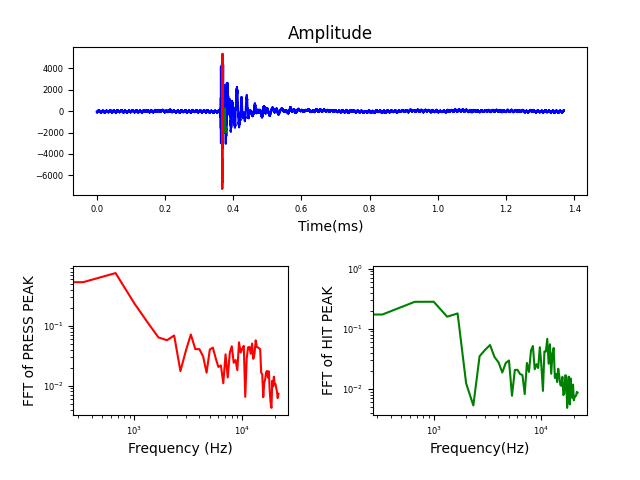 Amplitude
4000
2000
0
−2000
−4000
−6000
0.0 0.2 0.4 0.6 0.8 1.0 1.2 1.4
Time(ms)
FFT of PRESS PEAK
10⁻¹
10⁻²
10³ 10⁴
Frequency (Hz)
FFT of HIT PEAK
10⁰
10⁻¹
10⁻²
10³ 10⁴
Frequency(Hz)